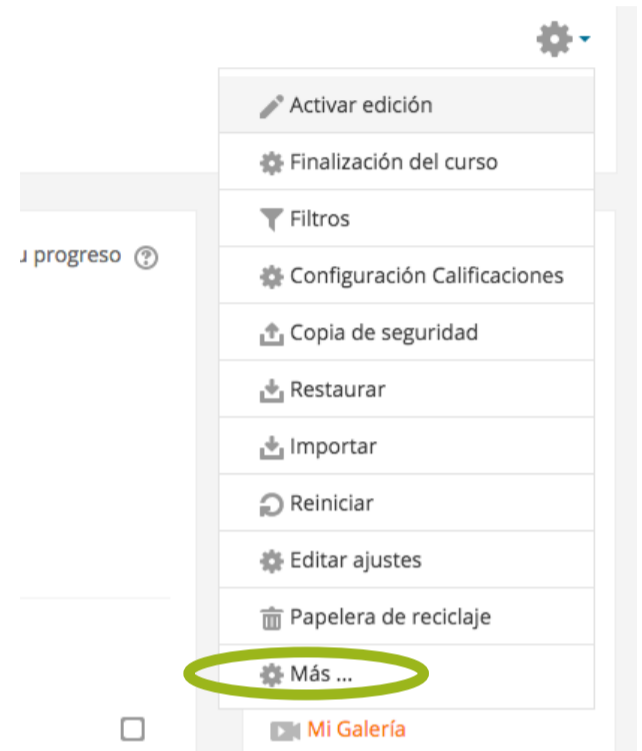 Activar edición
Finalización del curso
Filtros
u progreso
Configuración Calificaciones
Copia de seguridad
Restaurar
Importar
Reiniciar
Editar ajustes
Papelera de reciclaje
Más ...
Mi Galería